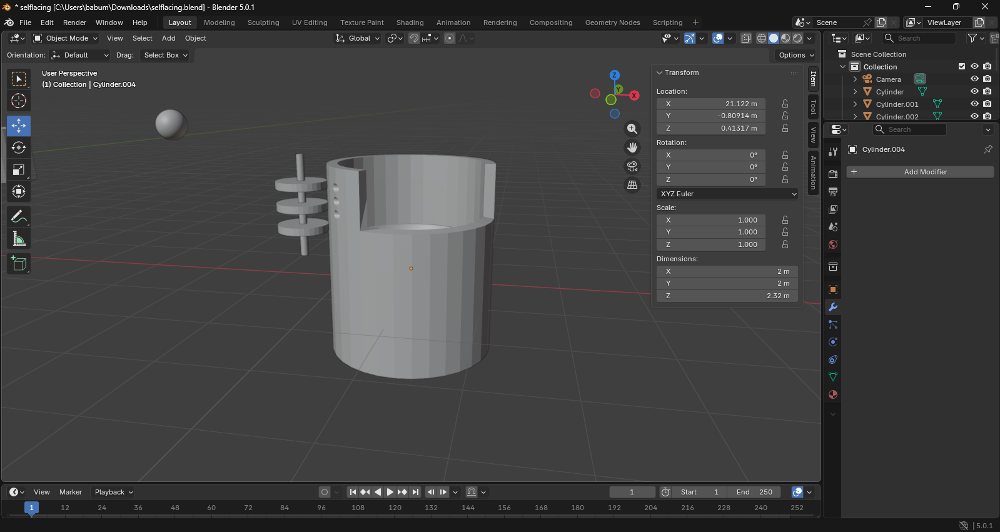 * selflacing [C:\Users\babum\Downloads\selflacing.blend] - Blender 5.0.1
File Edit Render Window Help Layout Modeling Sculpting UV Editing Texture Paint Shading Animation Rendering Compositing Geometry Nodes Scripting + Scene ViewLayer
Object Mode View Select Add Object Global Search
Orientation: Default Drag: Select Box Options
User Perspective
(1) Collection | Cylinder.004
Z
Y
X
Transform
Location:
X 21.122 m
Y -0.80914 m
Z 0.41317 m
Rotation:
X 0°
Y 0°
Z 0°
XYZ Euler
Scale:
X 1.000
Y 1.000
Z 1.000
Dimensions:
X 2 m
Y 2 m
Z 2.32 m
Item
Tool
View
Animation
Scene Collection
Collection
Camera
Cylinder
Cylinder.001
Cylinder.002
Search
Cylinder.004
+ Add Modifier
View Marker Playback 1 Start 1 End 250
1 12 24 36 48 60 72 84 96 108 120 132 144 156 168 180 192 204 216 228 240 252
5.0.1